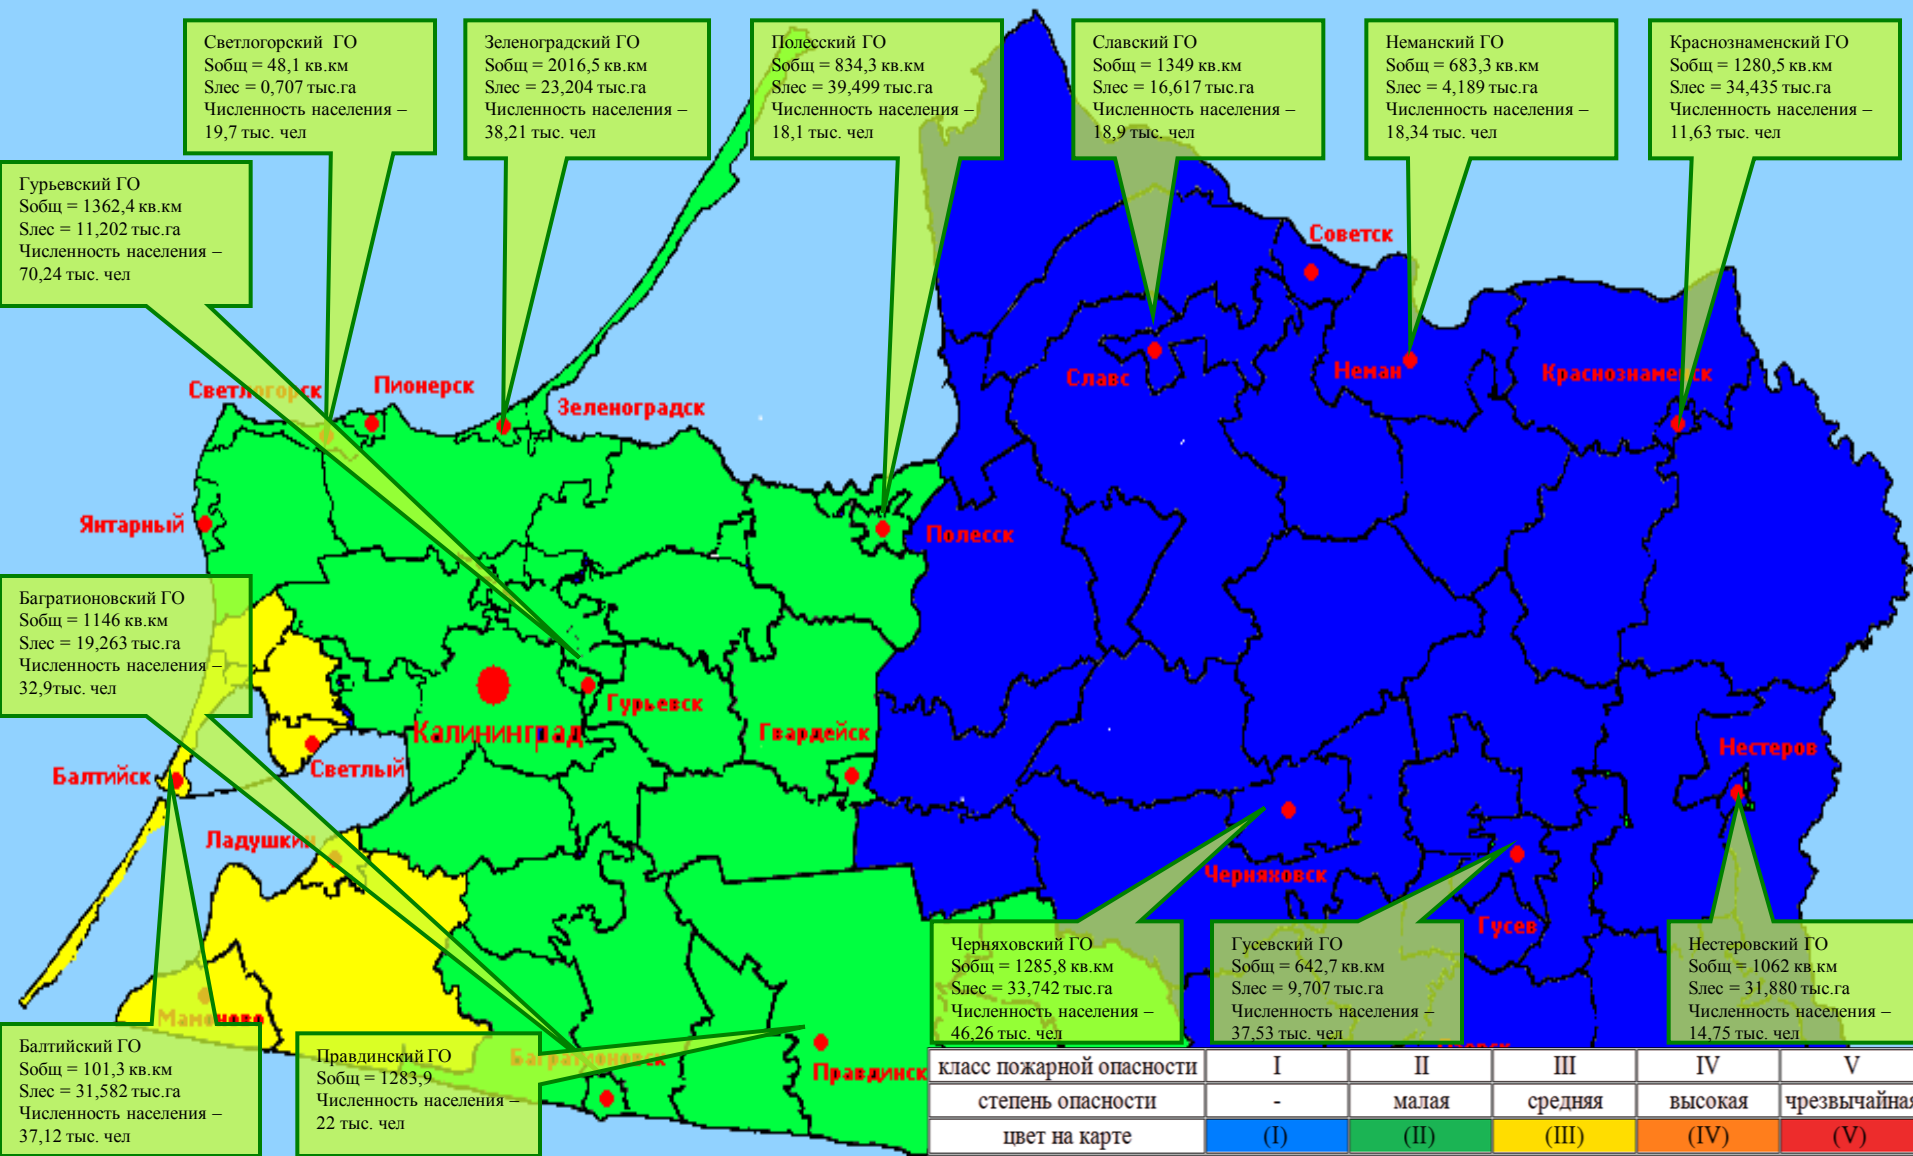 Светлогорский ГО
Sобщ = 48,1 кв.км
Sлес = 0,707 тыс.га
Численность населения –
19,7 тыс. чел
Зеленоградский ГО
Sобщ = 2016,5 кв.км
Sлес = 23,204 тыс.га
Численность населения –
38,21 тыс. чел
Полесский ГО
Sобщ = 834,3 кв.км
Sлес = 39,499 тыс.га
Численность населения –
18,1 тыс. чел
Славский ГО
Sобщ = 1349 кв.км
Sлес = 16,617 тыс.га
Численность населения –
18,9 тыс. чел
Неманский ГО
Sобщ = 683,3 кв.км
Sлес = 4,189 тыс.га
Численность населения –
18,34 тыс. чел
Краснознаменский ГО
Sобщ = 1280,5 кв.км
Sлес = 34,435 тыс.га
Численность населения –
11,63 тыс. чел
Гурьевский ГО
Sобщ = 1362,4 кв.км
Sлес = 11,202 тыс.га
Численность населения –
70,24 тыс. чел
Советск
Славс
Неман
Краснознаменск
Светлогорск
Пионерск
Зеленоградск
Янтарный
Полесск
Багратионовский ГО
Sобщ = 1146 кв.км
Sлес = 19,263 тыс.га
Численность населения –
32,9тыс. чел
Гурьевск
Калининград
Гвардейск
Нестеров
Балтийск
Светлый
Ладушкин
Черняховск
Гусев
Мамоново
Багратионовск
Правдинск
Черняховский ГО
Sобщ = 1285,8 кв.км
Sлес = 33,742 тыс.га
Численность населения –
46,26 тыс. чел
Гусевский ГО
Sобщ = 642,7 кв.км
Sлес = 9,707 тыс.га
Численность населения –
37,53 тыс. чел
Нестеровский ГО
Sобщ = 1062 кв.км
Sлес = 31,880 тыс.га
Численность населения –
14,75 тыс. чел
Балтийский ГО
Sобщ = 101,3 кв.км
Sлес = 31,582 тыс.га
Численность населения –
37,12 тыс. чел
Правдинский ГО
Sобщ = 1283,9
Численность населения –
22 тыс. чел
класс пожарной опасности I II III IV V
степень опасности - малая средняя высокая чрезвычайная
цвет на карте (I) (II) (III) (IV) (V)